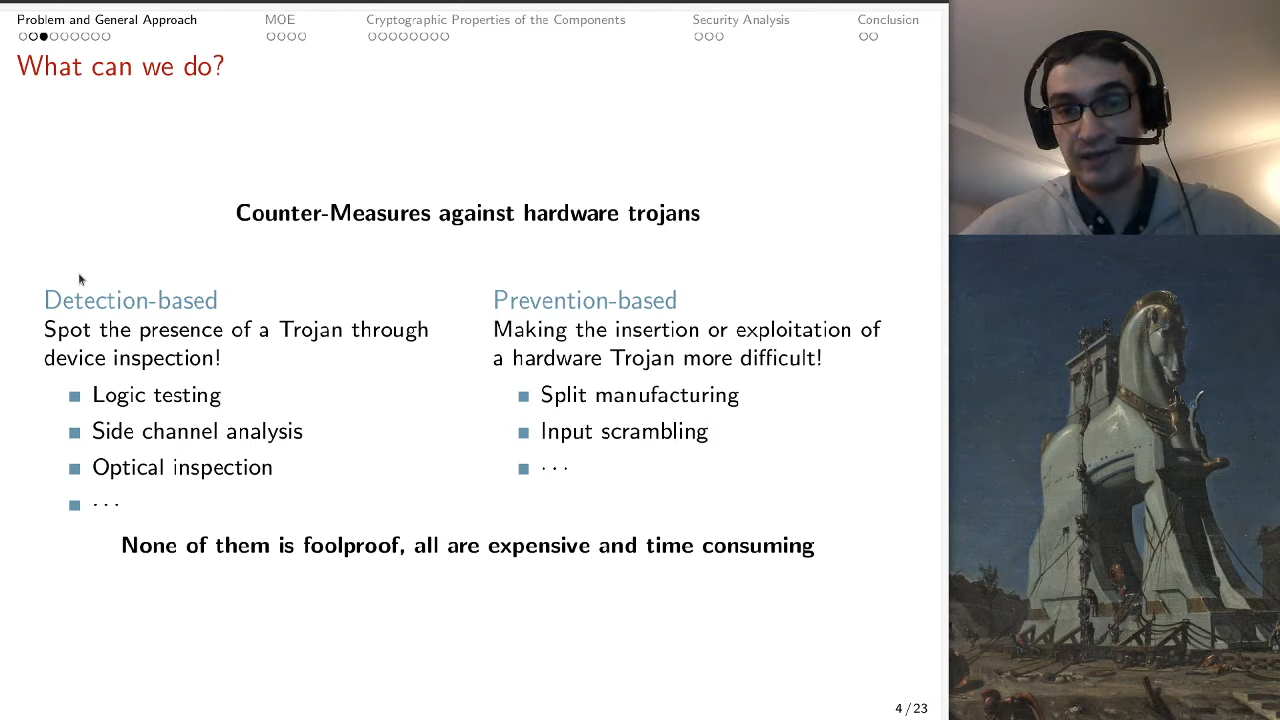 Problem and General Approach
MOE
Cryptographic Properties of the Components
Security Analysis
Conclusion
What can we do?
Counter-Measures against hardware trojans
Detection-based
Spot the presence of a Trojan through
device inspection!
Logic testing
Side channel analysis
Optical inspection
· · ·
Prevention-based
Making the insertion or exploitation of
a hardware Trojan more difficult!
Split manufacturing
Input scrambling
· · ·
None of them is foolproof, all are expensive and time consuming
4 / 23